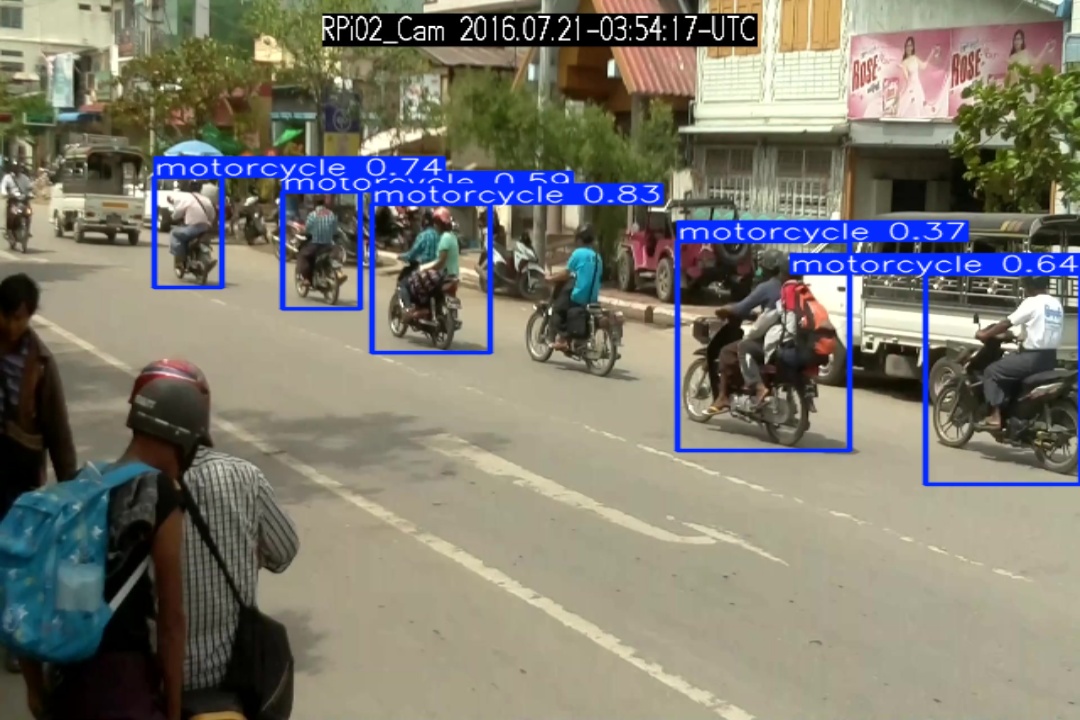 RPi02_Cam 2016.07.21-03:54:17-UTC
ROSE ROSE
motorcycle 0.74
motorcycle 0.59
motorcycle 0.83
motorcycle 0.37
motorcycle 0.64